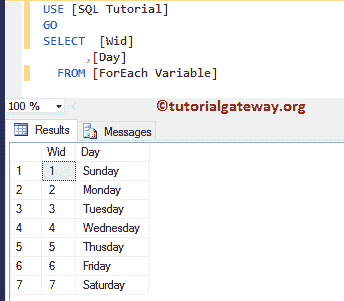 USE [SQL Tutorial]
GO
SELECT [Wid]
,[Day]
FROM [ForEach Variable]
100 %
©tutorialgateway.org
Results Messages
Wid Day
1 1 Sunday
2 2 Monday
3 3 Tuesday
4 4 Wednesday
5 5 Thusday
6 6 Friday
7 7 Saturday